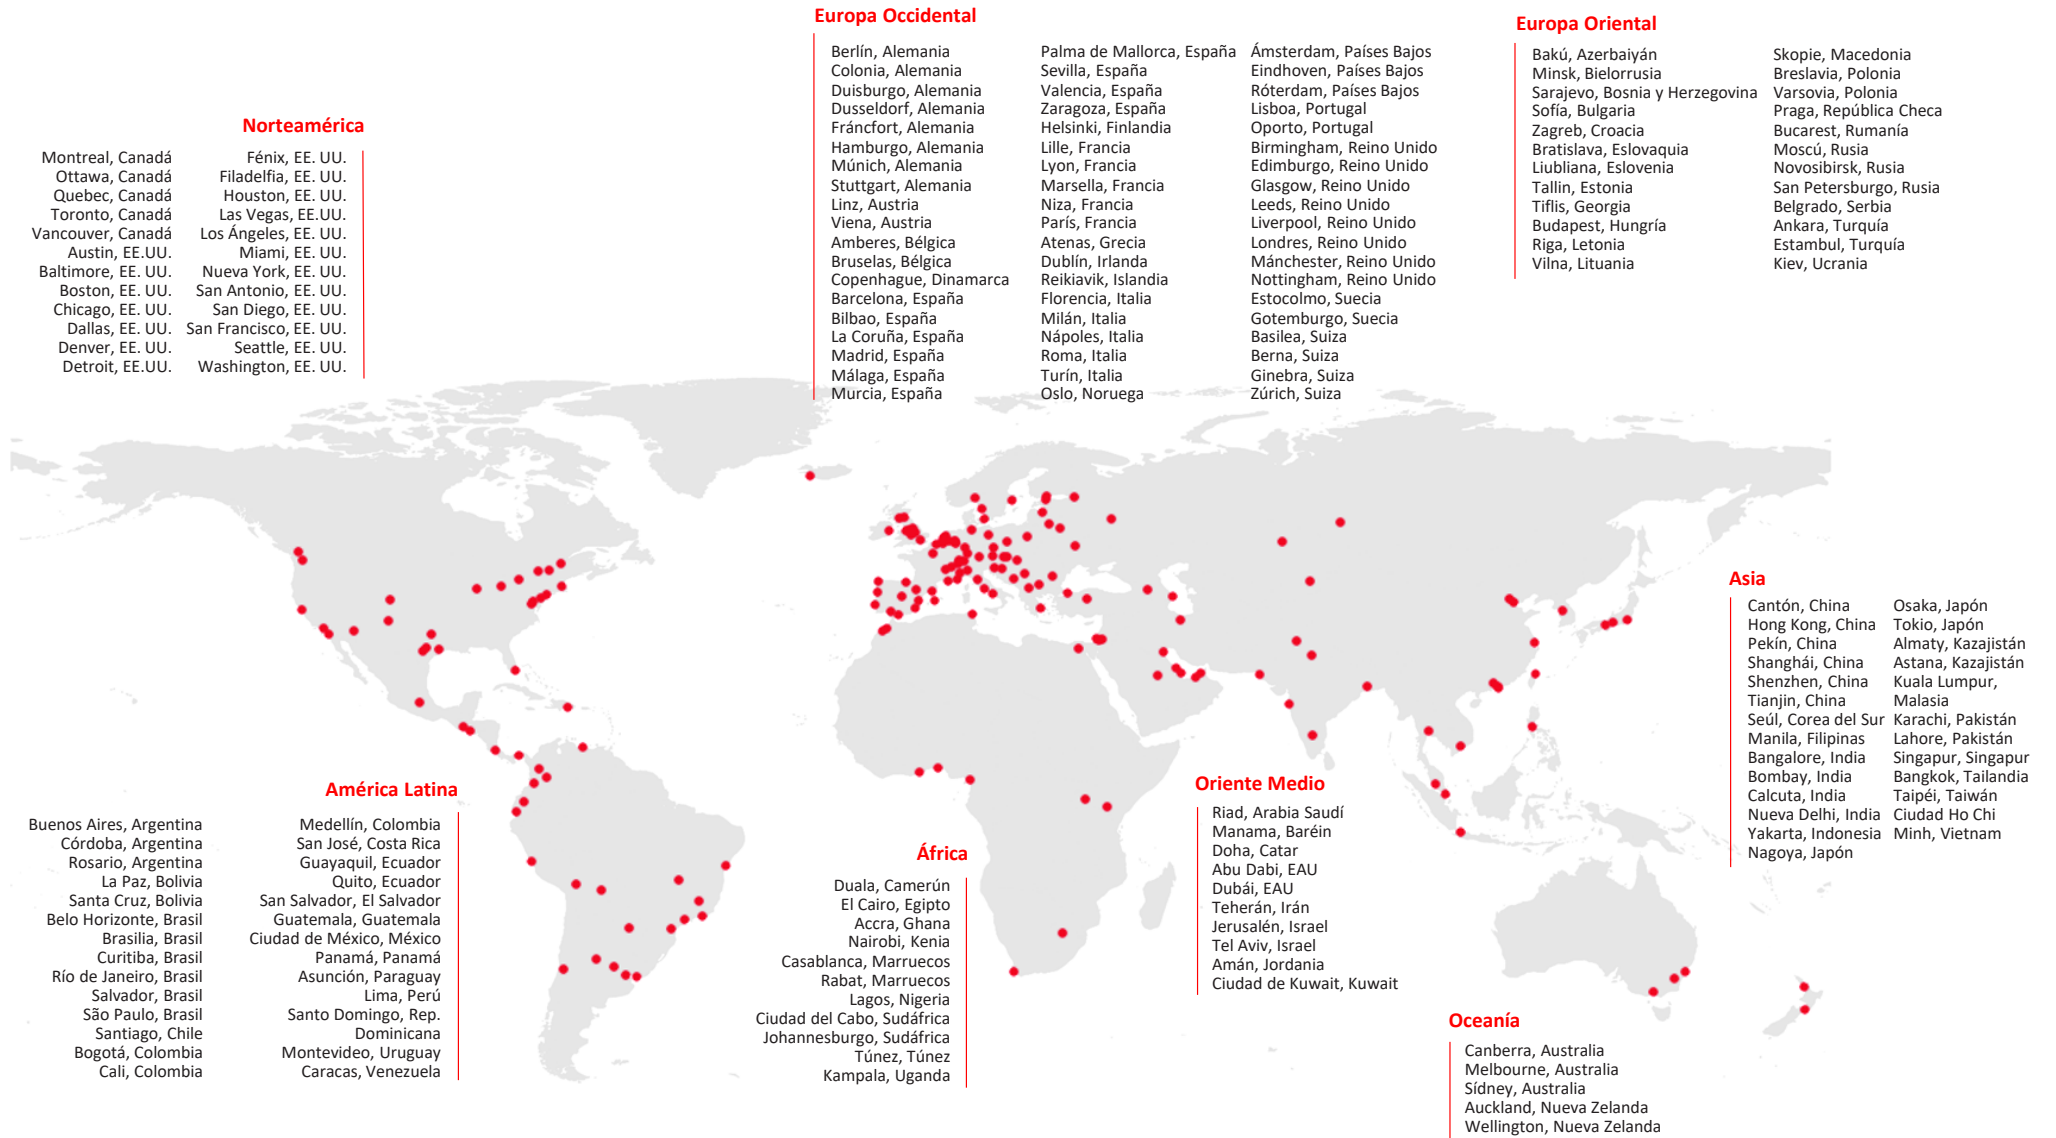 Europa Occidental
Berlín, Alemania
Colonia, Alemania
Duisburgo, Alemania
Dusseldorf, Alemania
Fráncfort, Alemania
Hamburgo, Alemania
Múnich, Alemania
Stuttgart, Alemania
Linz, Austria
Viena, Austria
Amberes, Bélgica
Bruselas, Bélgica
Copenhague, Dinamarca
Barcelona, España
Bilbao, España
La Coruña, España
Madrid, España
Málaga, España
Murcia, España
Palma de Mallorca, España
Sevilla, España
Valencia, España
Zaragoza, España
Helsinki, Finlandia
Lille, Francia
Lyon, Francia
Marsella, Francia
Niza, Francia
París, Francia
Atenas, Grecia
Dublín, Irlanda
Reikiavik, Islandia
Florencia, Italia
Milán, Italia
Nápoles, Italia
Roma, Italia
Turín, Italia
Oslo, Noruega
Ámsterdam, Países Bajos
Eindhoven, Países Bajos
Róterdam, Países Bajos
Lisboa, Portugal
Oporto, Portugal
Birmingham, Reino Unido
Edimburgo, Reino Unido
Glasgow, Reino Unido
Leeds, Reino Unido
Liverpool, Reino Unido
Londres, Reino Unido
Mánchester, Reino Unido
Nottingham, Reino Unido
Estocolmo, Suecia
Gotemburgo, Suecia
Basilea, Suiza
Berna, Suiza
Ginebra, Suiza
Zúrich, Suiza
Europa Oriental
Bakú, Azerbaiyán
Minsk, Bielorrusia
Sarajevo, Bosnia y Herzegovina
Sofía, Bulgaria
Zagreb, Croacia
Bratislava, Eslovaquia
Liubliana, Eslovenia
Tallin, Estonia
Tiflis, Georgia
Budapest, Hungría
Riga, Letonia
Vilna, Lituania
Skopie, Macedonia
Breslavia, Polonia
Varsovia, Polonia
Praga, República Checa
Bucarest, Rumanía
Moscú, Rusia
Novosibirsk, Rusia
San Petersburgo, Rusia
Belgrado, Serbia
Ankara, Turquía
Estambul, Turquía
Kiev, Ucrania
Norteamérica
Montreal, Canadá
Ottawa, Canadá
Quebec, Canadá
Toronto, Canadá
Vancouver, Canadá
Austin, EE.UU.
Baltimore, EE. UU.
Boston, EE. UU.
Chicago, EE. UU.
Dallas, EE. UU.
Denver, EE. UU.
Detroit, EE.UU.
Fénix, EE. UU.
Filadelfia, EE. UU.
Houston, EE. UU.
Las Vegas, EE.UU.
Los Ángeles, EE. UU.
Miami, EE. UU.
Nueva York, EE. UU.
San Antonio, EE. UU.
San Diego, EE. UU.
San Francisco, EE. UU.
Seattle, EE. UU.
Washington, EE. UU.
Asia
Cantón, China
Hong Kong, China
Pekín, China
Shanghái, China
Shenzhen, China
Tianjin, China
Seúl, Corea del Sur
Manila, Filipinas
Bangalore, India
Bombay, India
Calcuta, India
Nueva Delhi, India
Yakarta, Indonesia
Nagoya, Japón
Osaka, Japón
Tokio, Japón
Almaty, Kazajistán
Astana, Kazajistán
Kuala Lumpur,
Malasia
Karachi, Pakistán
Lahore, Pakistán
Singapur, Singapur
Bangkok, Tailandia
Taipéi, Taiwán
Ciudad Ho Chi
Minh, Vietnam
América Latina
Buenos Aires, Argentina
Córdoba, Argentina
Rosario, Argentina
La Paz, Bolivia
Santa Cruz, Bolivia
Belo Horizonte, Brasil
Brasilia, Brasil
Curitiba, Brasil
Río de Janeiro, Brasil
Salvador, Brasil
São Paulo, Brasil
Santiago, Chile
Bogotá, Colombia
Cali, Colombia
Medellín, Colombia
San José, Costa Rica
Guayaquil, Ecuador
Quito, Ecuador
San Salvador, El Salvador
Guatemala, Guatemala
Ciudad de México, México
Panamá, Panamá
Asunción, Paraguay
Lima, Perú
Santo Domingo, Rep.
Dominicana
Montevideo, Uruguay
Caracas, Venezuela
Oriente Medio
Riad, Arabia Saudí
Manama, Baréin
Doha, Catar
Abu Dabi, EAU
Dubái, EAU
Teherán, Irán
Jerusalén, Israel
Tel Aviv, Israel
Amán, Jordania
Ciudad de Kuwait, Kuwait
África
Duala, Camerún
El Cairo, Egipto
Accra, Ghana
Nairobi, Kenia
Casablanca, Marruecos
Rabat, Marruecos
Lagos, Nigeria
Ciudad del Cabo, Sudáfrica
Johannesburgo, Sudáfrica
Túnez, Túnez
Kampala, Uganda
Oceanía
Canberra, Australia
Melbourne, Australia
Sídney, Australia
Auckland, Nueva Zelanda
Wellington, Nueva Zelanda